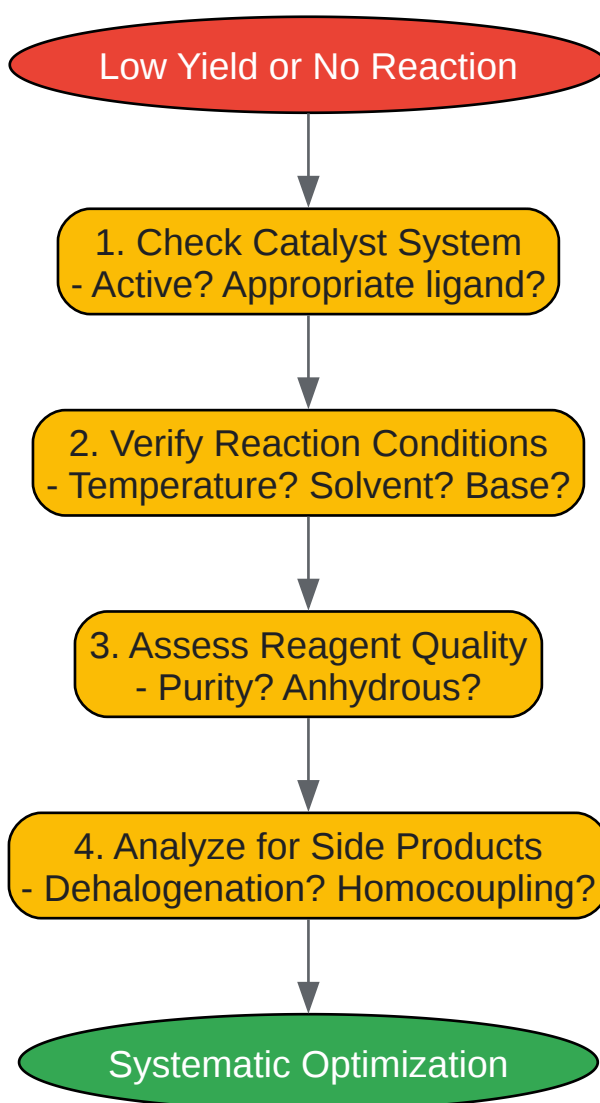 Low Yield or No Reaction
1. Check Catalyst System
- Active? Appropriate ligand?
2. Verify Reaction Conditions
- Temperature? Solvent? Base?
3. Assess Reagent Quality
- Purity? Anhydrous?
4. Analyze for Side Products
- Dehalogenation? Homocoupling?
Systematic Optimization